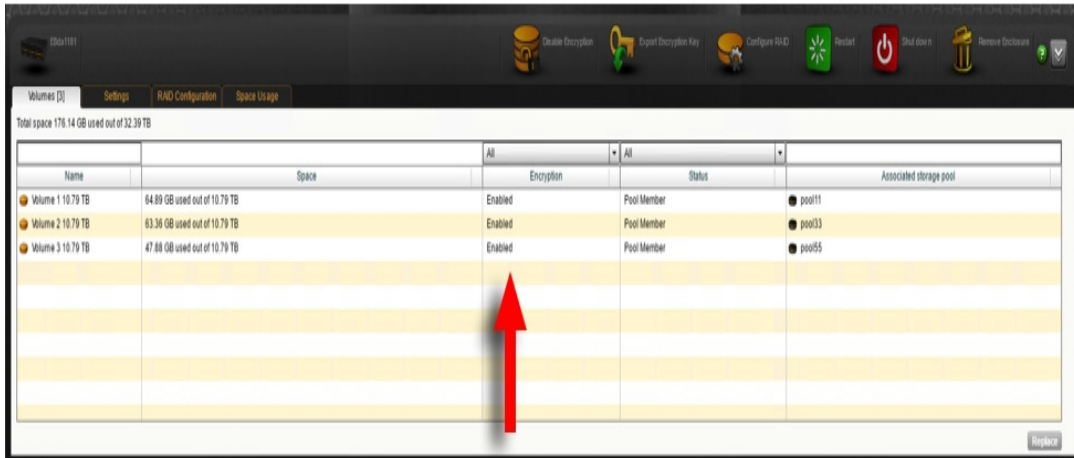 EBda1181 Disable Encryption Export Encryption Key Configure RAID Restart Shut down Remove Enclosure
Volumes [3] Settings RAID Configuration Space Usage
Total space 176.14 GB used out of 32.39 TB
All All
Name Space Encryption Status Associated storage pool
Volume 1 10.79 TB 64.89 GB used out of 10.79 TB Enabled Pool Member pool11
Volume 2 10.79 TB 63.36 GB used out of 10.79 TB Enabled Pool Member pool33
Volume 3 10.79 TB 47.88 GB used out of 10.79 TB Enabled Pool Member pool55
Replace